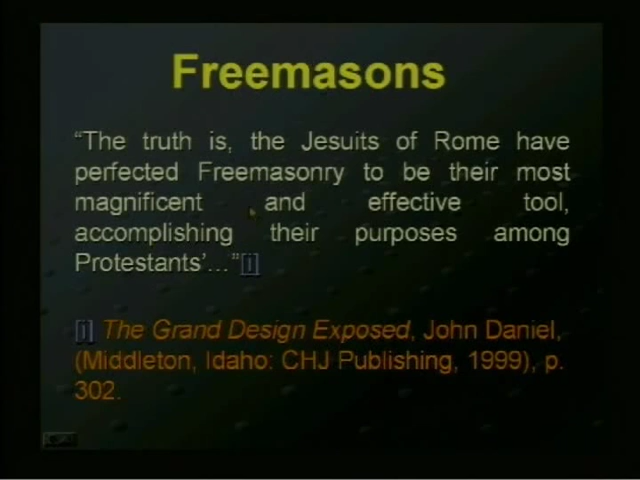 Freemasons
“The truth is, the Jesuits of Rome have
perfected Freemasonry to be their most
magnificent and effective tool,
accomplishing their purposes among
Protestants’…”[i]
[i] The Grand Design Exposed, John Daniel,
(Middleton, Idaho: CHJ Publishing, 1999), p.
302.